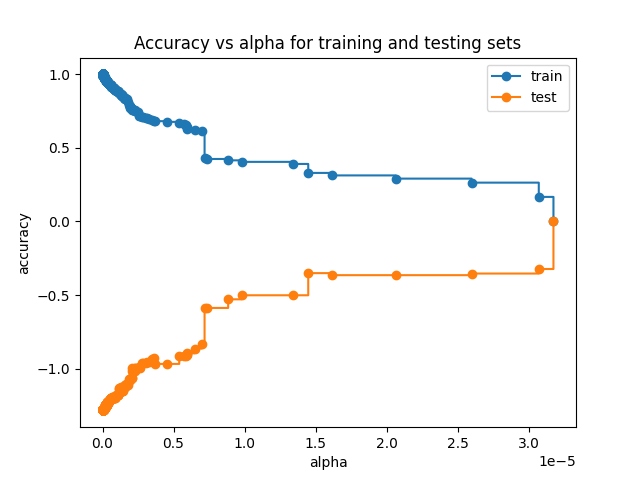 Accuracy vs alpha for training and testing sets
train
test
1.0
0.5
0.0
−0.5
−1.0
accuracy
0.0
0.5
1.0
1.5
2.0
2.5
3.0
1e−5
alpha